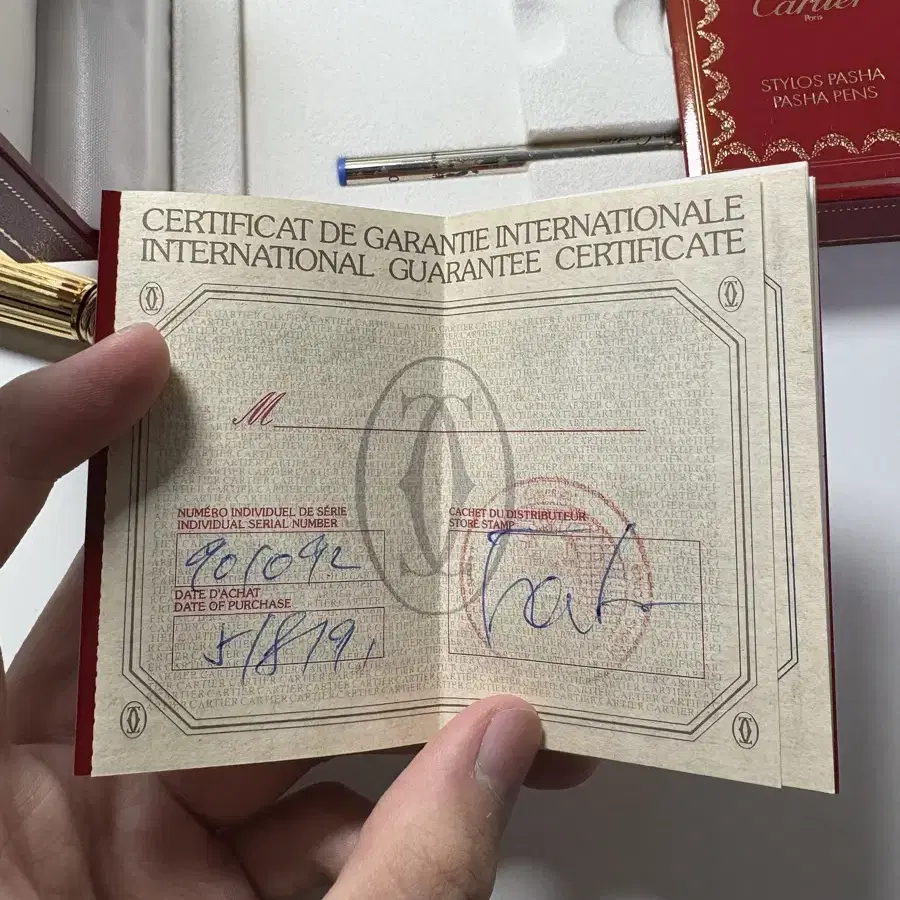 Cartier
Paris
STYLOS PASHA
PASHA PENS
CERTIFICAT DE GARANTIE INTERNATIONALE
INTERNATIONAL GUARANTEE CERTIFICATE
M
NUMÉRO INDIVIDUEL DE SÉRIE
INDIVIDUAL SERIAL NUMBER
901092
DATE D'ACHAT
DATE OF PURCHASE
5/8/91
CACHET DU DISTRIBUTEUR
STORE STAMP